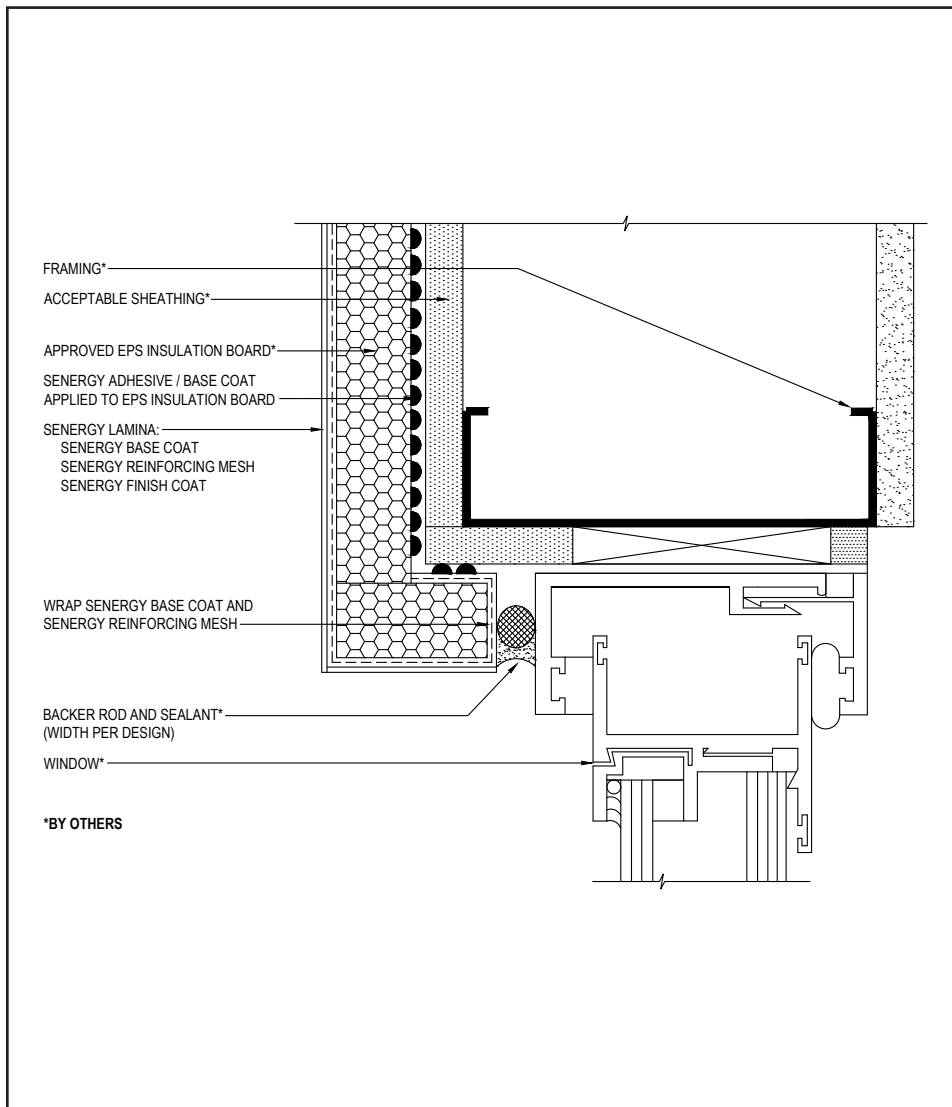 FRAMING*
ACCEPTABLE SHEATHING*
APPROVED EPS INSULATION BOARD*
SENERGY ADHESIVE / BASE COAT
APPLIED TO EPS INSULATION BOARD
SENERGY LAMINA:
SENERGY BASE COAT
SENERGY REINFORCING MESH
SENERGY FINISH COAT
WRAP SENERGY BASE COAT AND
SENERGY REINFORCING MESH
BACKER ROD AND SEALANT*
(WIDTH PER DESIGN)
WINDOW*
*BY OTHERS